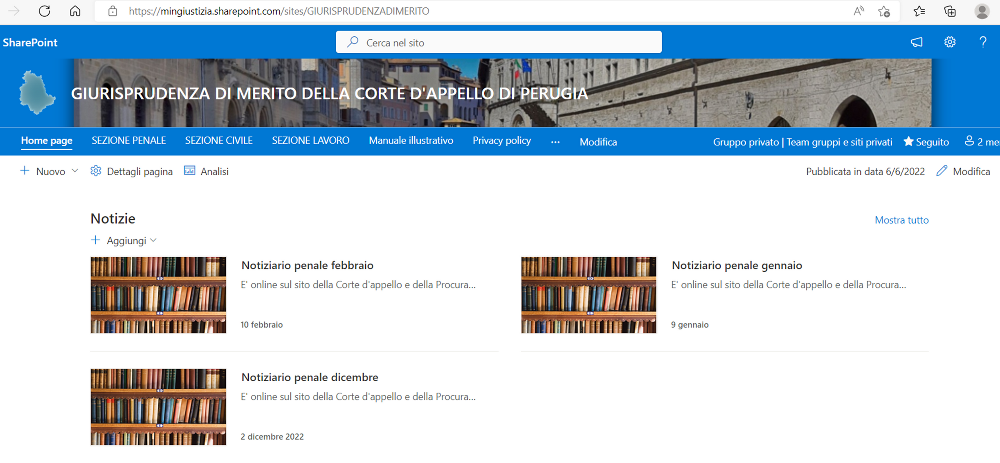 https://mingiustizia.sharepoint.com/sites/GIURISPRUDENZADIMERITO
SharePoint
Cerca nel sito
GIURISPRUDENZA DI MERITO DELLA CORTE D'APPELLO DI PERUGIA
Home page SEZIONE PENALE SEZIONE CIVILE SEZIONE LAVORO Manuale illustrativo Privacy policy ... Modifica Gruppo privato | Team gruppi e siti privati Seguito 2 me
Nuovo Dettagli pagina Analisi Pubblicata in data 6/6/2022 Modifica
Notizie Mostra tutto
Aggiungi
Notiziario penale febbraio
E' online sul sito della Corte d'appello e della Procura...
10 febbraio
Notiziario penale gennaio
E' online sul sito della Corte d'appello e della Procura...
9 gennaio
Notiziario penale dicembre
E' online sul sito della Corte d'appello e della Procura...
2 dicembre 2022